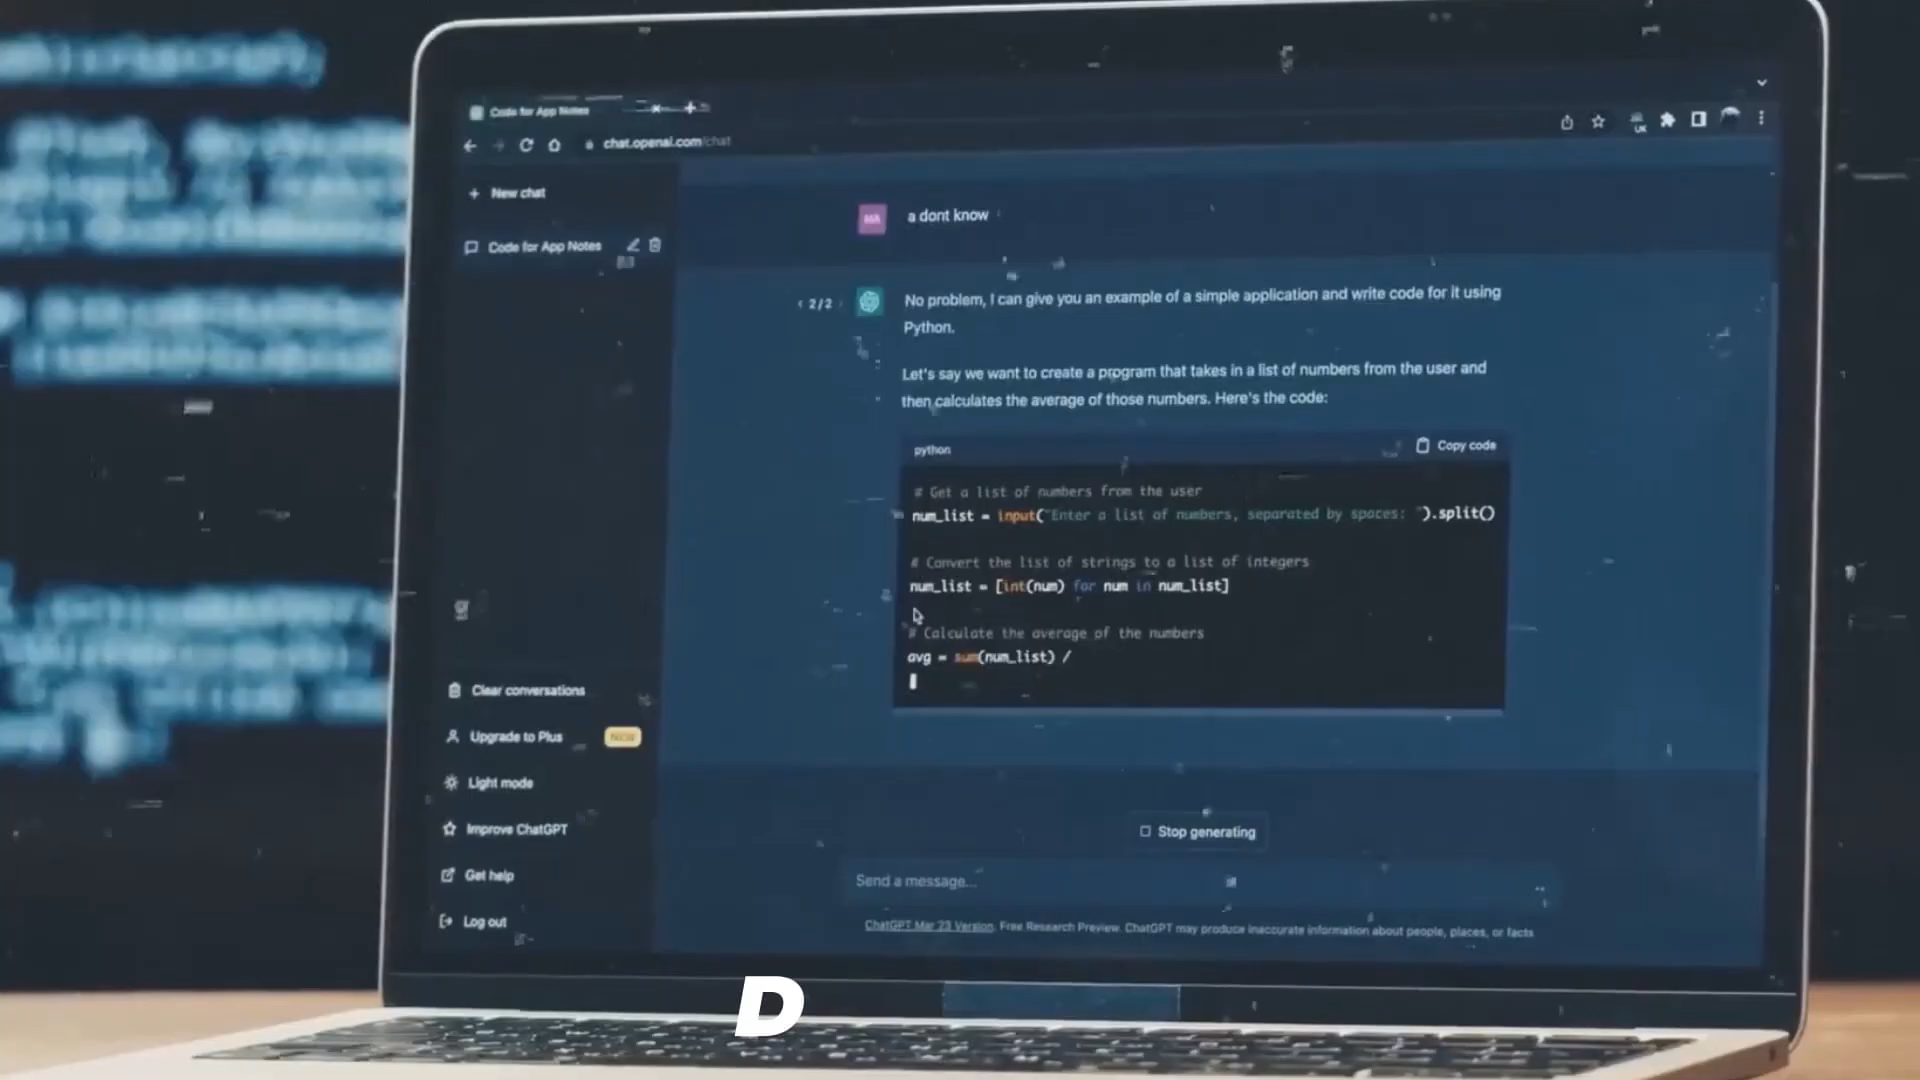 Code for App Notes
chat.openai.com/chat
UK
New chat
Code for App Notes
Clear conversations
Upgrade to Plus
NEW
Light mode
Improve ChatGPT
Get help
Log out
MA
a dont know
< 2/2
No problem, I can give you an example of a simple application and write code for it using
Python.
Let's say we want to create a program that takes in a list of numbers from the user and
then calculates the average of those numbers. Here's the code:
python
Copy code
# Get a list of numbers from the user
num_list = input("Enter a list of numbers, separated by spaces: ").split()
# Convert the list of strings to a list of integers
num_list = [int(num) for num in num_list]
# Calculate the average of the numbers
avg = sum(num_list) /
Stop generating
Send a message...
ChatGPT Mar 23 Version. Free Research Preview. ChatGPT may produce inaccurate information about people, places, or facts
D